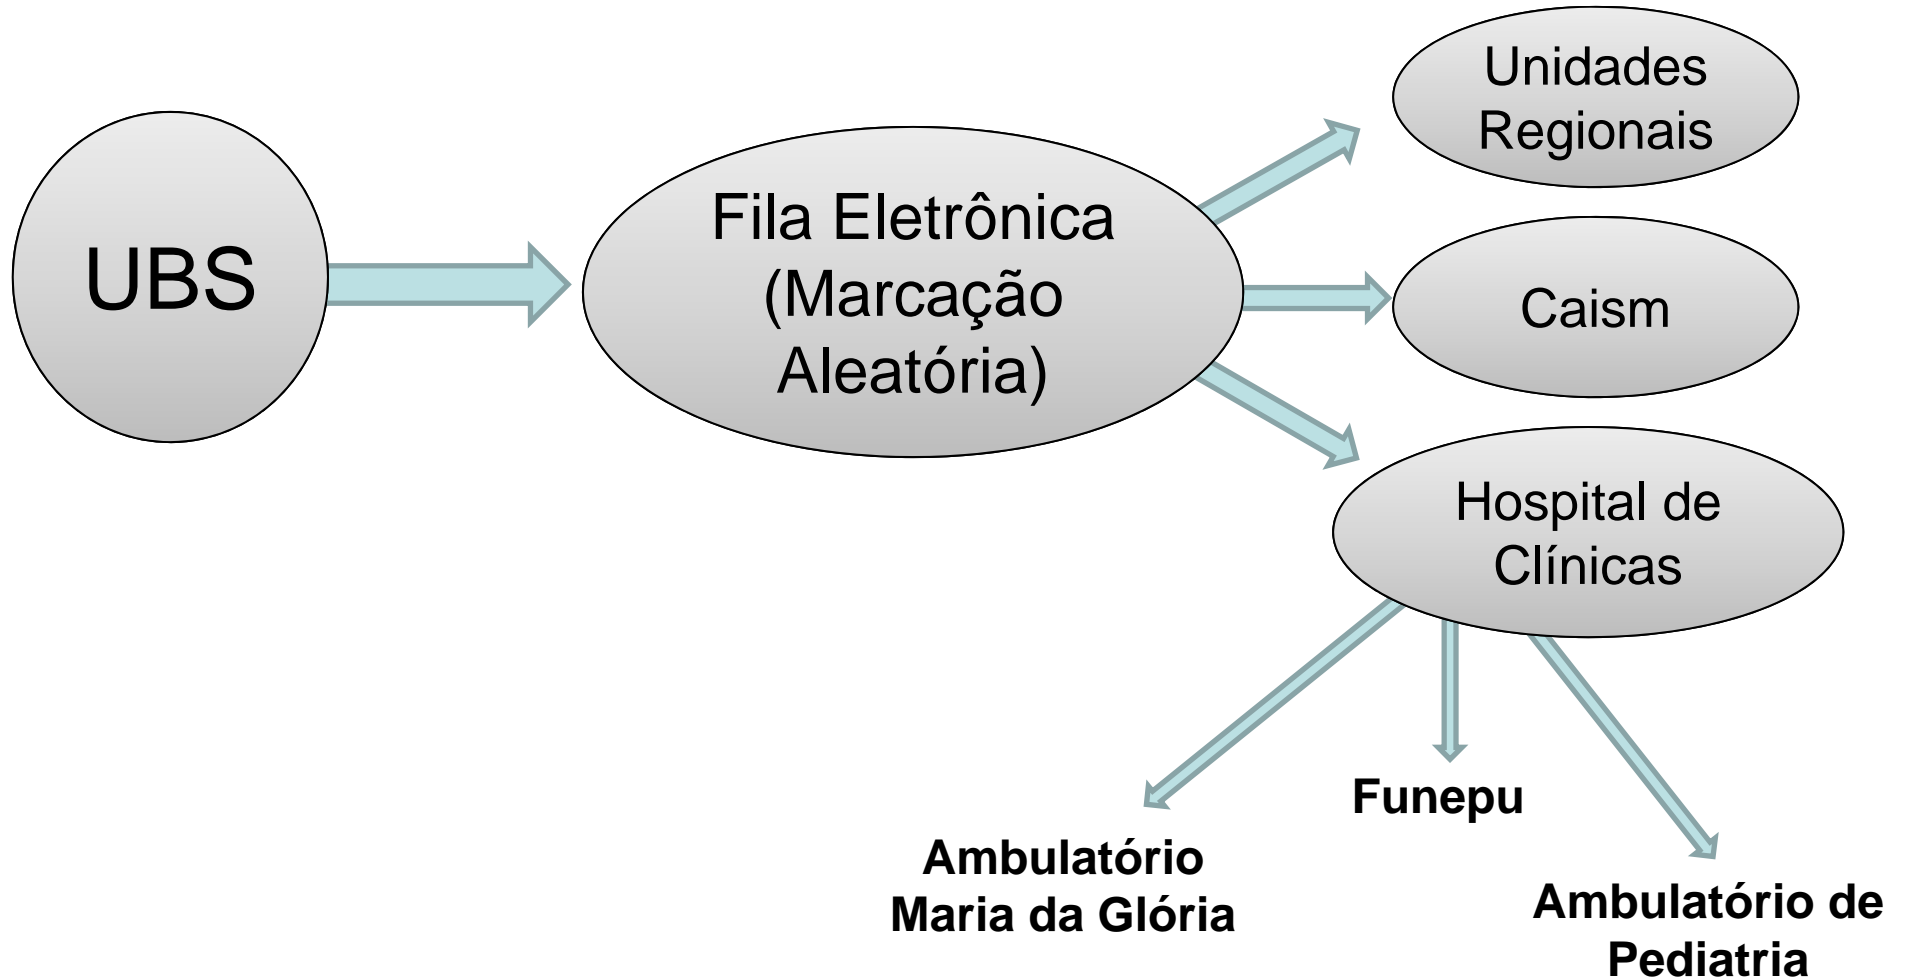 UBS
Fila Eletrônica
(Marcação
Aleatória)
Unidades
Regionais
Caism
Hospital de
Clínicas
Funepu
Ambulatório
Maria da Glória
Ambulatório de
Pediatria